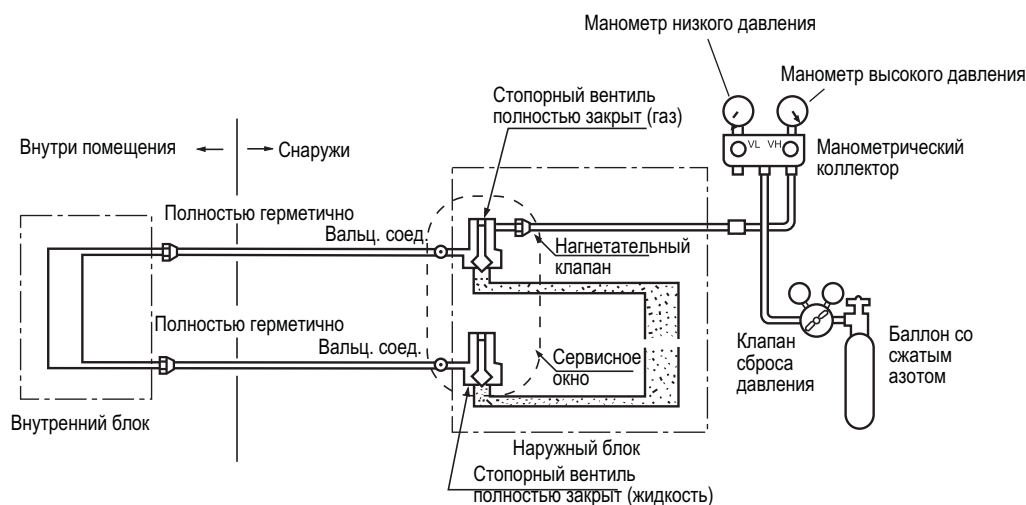 Манометр низкого давления
Манометр высокого давления
Стопорный вентиль
полностью закрыт (газ)
VL VH
Манометрический
коллектор
Внутри помещения
Снаружи
Полностью герметично
Вальц. соед.
Нагнетательный
клапан
Полностью герметично
Вальц. соед.
Сервисное
окно
Клапан
сброса
давления
Баллон со
сжатым
азотом
Внутренний блок
Наружный блок
Стопорный вентиль
полностью закрыт (жидкость)